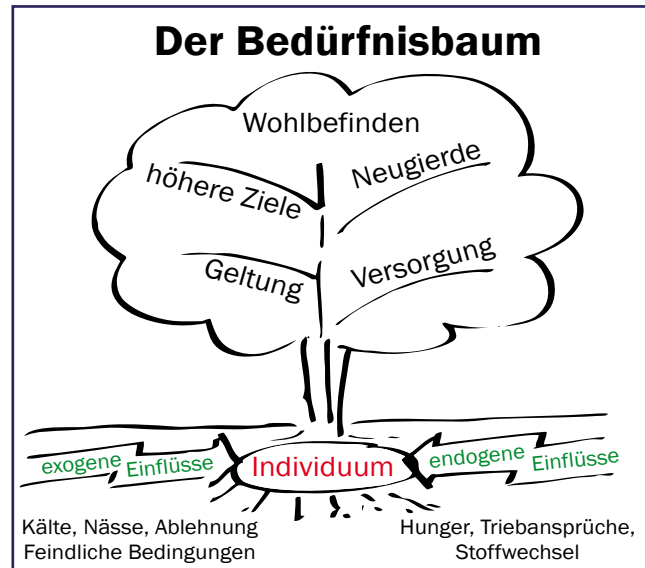 Der Bedürfnisbaum
Wohlbefinden
höhere Ziele
Neugierde
Geltung
Versorgung
exogene Einflüsse
Individuum
endogene Einflüsse
Kälte, Nässe, Ablehnung
Feindliche Bedingungen
Hunger, Triebansprüche,
Stoffwechsel